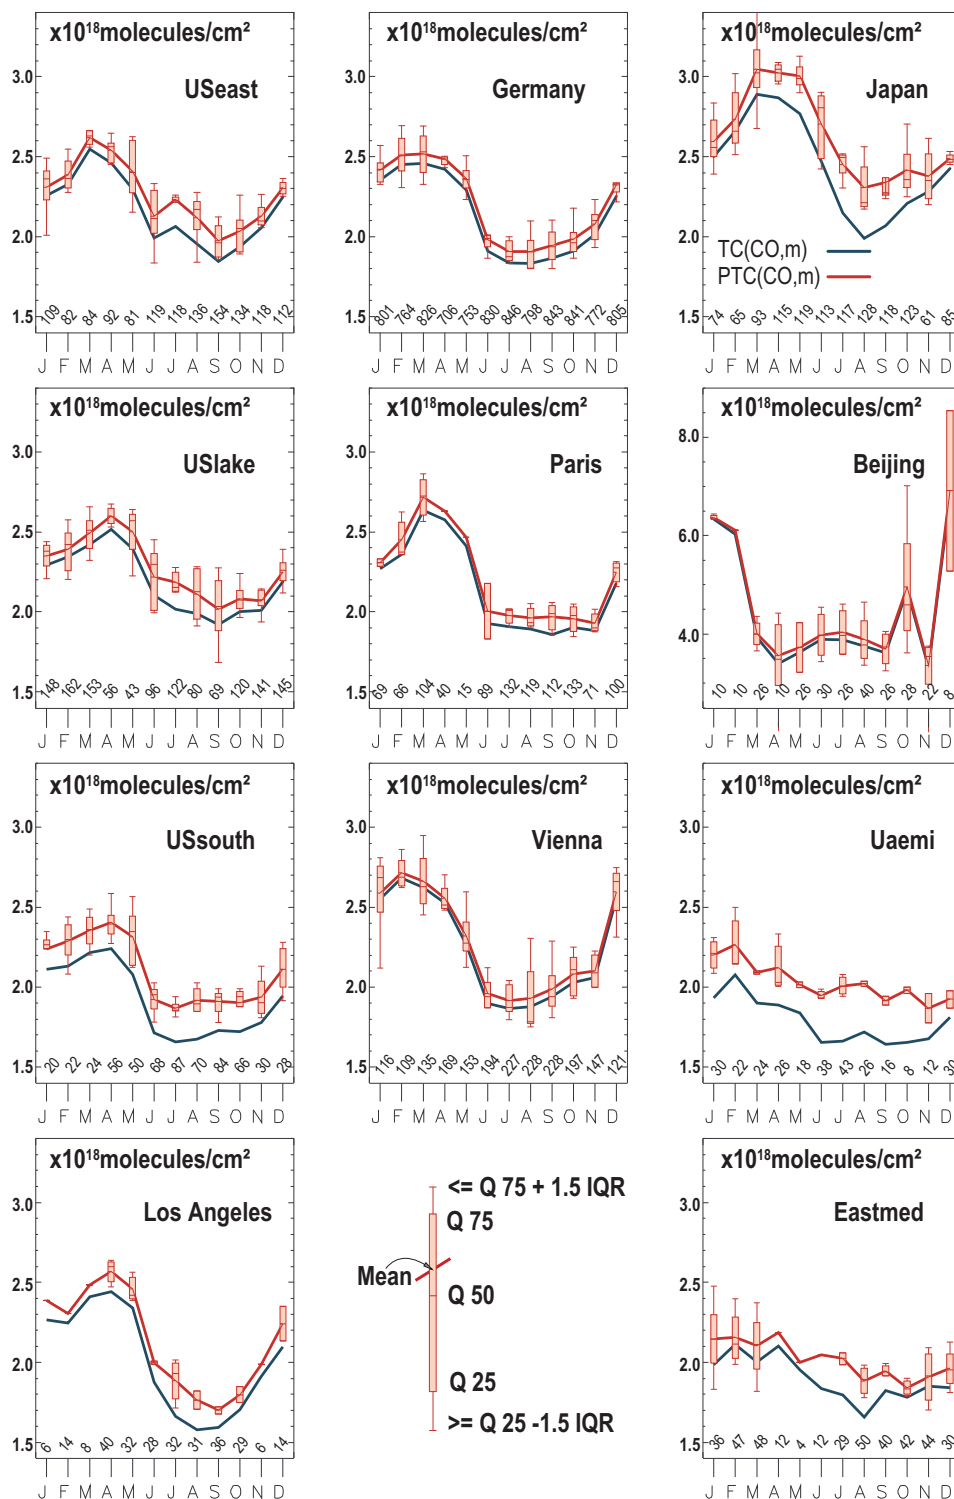 x10¹⁸molecules/cm²
USeast
3.0
2.5
2.0
1.5
109 82 84 92 81 119 118 136 154 134 118 112
J F M A M J J A S O N D
x10¹⁸molecules/cm²
Germany
3.0
2.5
2.0
1.5
801 764 826 706 753 830 846 798 843 841 772 805
J F M A M J J A S O N D
x10¹⁸molecules/cm²
Japan
3.0
2.5
2.0
TC(CO,m)
PTC(CO,m)
1.5
74 65 93 115 119 113 117 128 118 123 61 85
J F M A M J J A S O N D
x10¹⁸molecules/cm²
USlake
3.0
2.5
2.0
1.5
148 162 153 56 43 96 122 80 69 120 141 145
J F M A M J J A S O N D
x10¹⁸molecules/cm²
Paris
3.0
2.5
2.0
1.5
69 66 104 40 15 89 132 119 112 133 71 100
J F M A M J J A S O N D
x10¹⁸molecules/cm²
8.0
Beijing
6.0
4.0
10 10 26 10 26 30 26 40 26 28 22 8
J F M A M J J A S O N D
x10¹⁸molecules/cm²
USsouth
3.0
2.5
2.0
1.5
20 22 24 56 50 68 87 70 84 66 30 28
J F M A M J J A S O N D
x10¹⁸molecules/cm²
Vienna
3.0
2.5
2.0
1.5
116 109 135 169 153 194 227 228 228 197 147 121
J F M A M J J A S O N D
x10¹⁸molecules/cm²
Uaemi
3.0
2.5
2.0
1.5
30 22 24 26 18 38 43 26 16 8 12 39
J F M A M J J A S O N D
x10¹⁸molecules/cm²
Los Angeles
3.0
2.5
2.0
1.5
6 14 8 40 32 28 32 31 36 29 6 14
J F M A M J J A S O N D
<= Q 75 + 1.5 IQR
Q 75
Mean
Q 50
Q 25
>= Q 25 -1.5 IQR
x10¹⁸molecules/cm²
Eastmed
3.0
2.5
2.0
1.5
36 47 48 12 4 12 29 50 40 42 44 30
J F M A M J J A S O N D